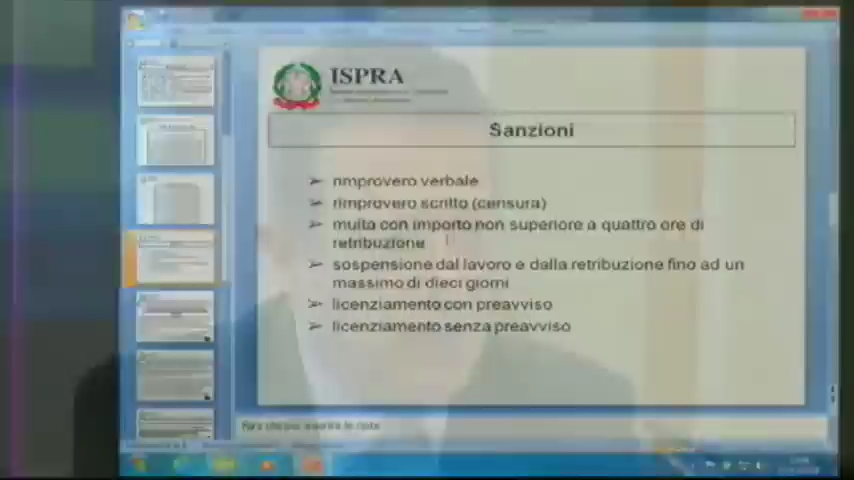 ISPRA
Sanzioni
➢ rimprovero verbale
➢ rimprovero scritto (censura)
➢ multa con importo non superiore a quattro ore di
retribuzione
➢ sospensione dal lavoro e dalla retribuzione fino ad un
massimo di dieci giorni
➢ licenziamento con preavviso
➢ licenziamento senza preavviso